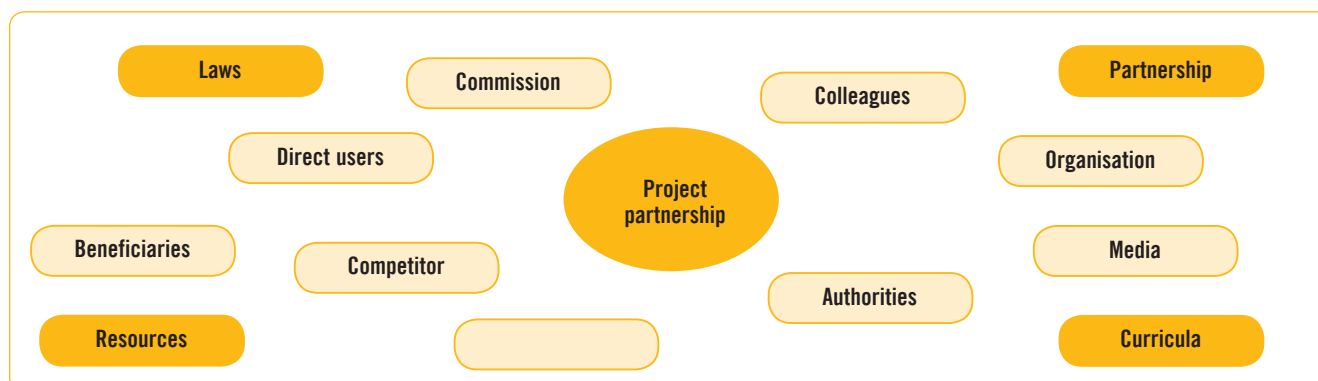 Laws
Partnership
Commission
Colleagues
Direct users
Organisation
Project
partnership
Beneficiaries
Competitor
Media
Authorities
Resources
Curricula